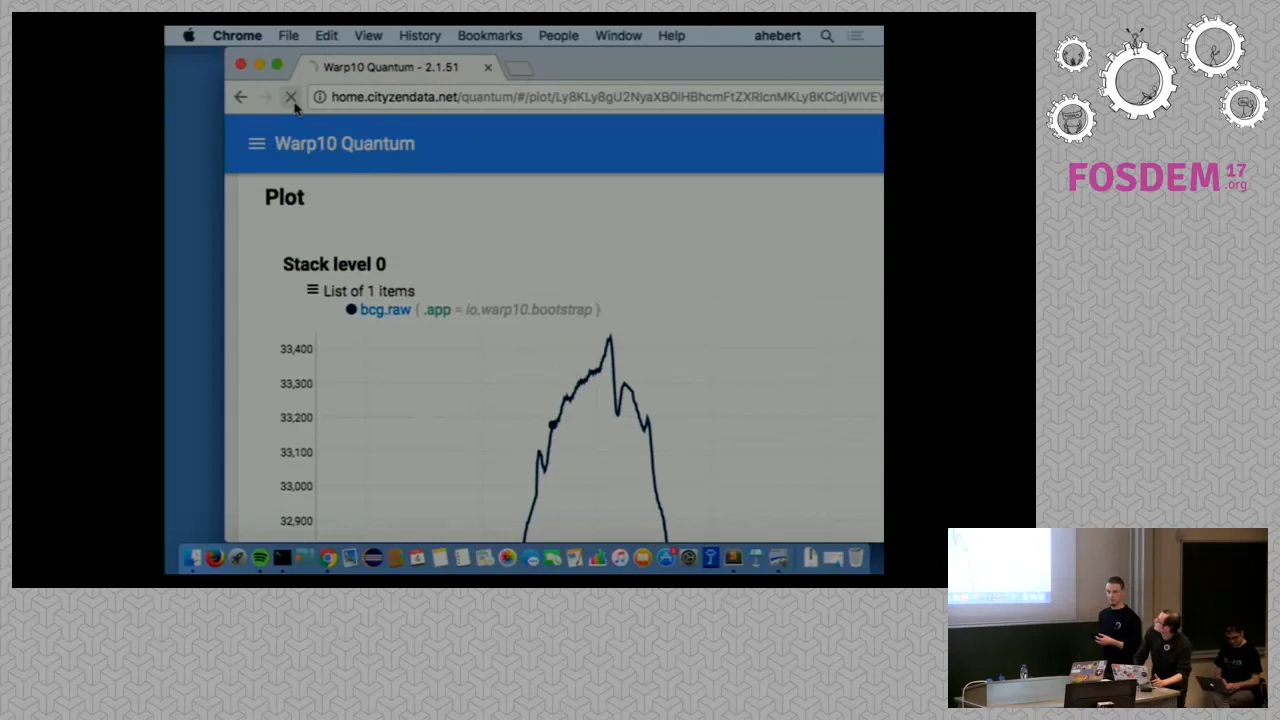 Chrome File Edit View History Bookmarks People Window Help ahebert
Warp10 Quantum - 2.1.51
home.cityzendata.net/quantum/#/plot/Ly8KLy8gU2NyaXB0IHBhcmFtZXRlcnMKLy8KCidjWlVEY
Warp10 Quantum
Plot
Stack level 0
List of 1 items
bcg.raw { .app = io.warp10.bootstrap }
33,400
33,300
33,200
33,100
33,000
32,900
FOSDEM 17
.org